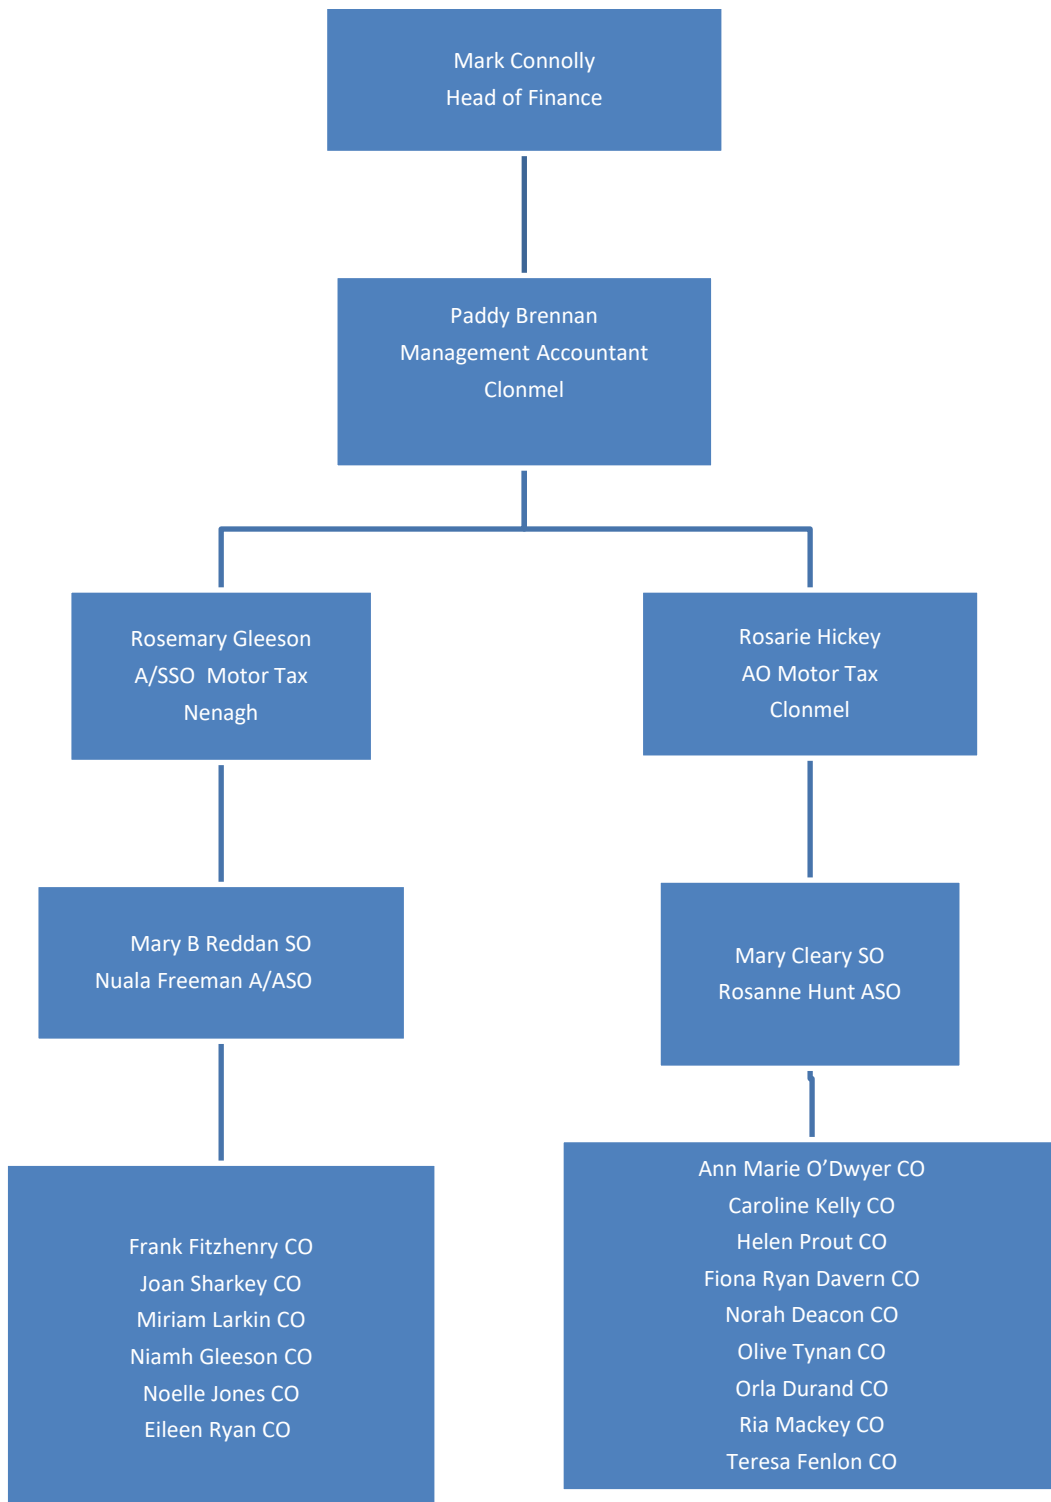 Mark Connolly
Head of Finance
Paddy Brennan
Management Accountant
Clonmel
Rosemary Gleeson
A/SSO  Motor Tax
Nenagh
Rosarie Hickey
AO Motor Tax
Clonmel
Mary B Reddan SO
Nuala Freeman A/ASO
Mary Cleary SO
Rosanne Hunt ASO
Frank Fitzhenry CO
Joan Sharkey CO
Miriam Larkin CO
Niamh Gleeson CO
Noelle Jones CO
Eileen Ryan CO
Ann Marie O’Dwyer CO
Caroline Kelly CO
Helen Prout CO
Fiona Ryan Davern CO
Norah Deacon CO
Olive Tynan CO
Orla Durand CO
Ria Mackey CO
Teresa Fenlon CO